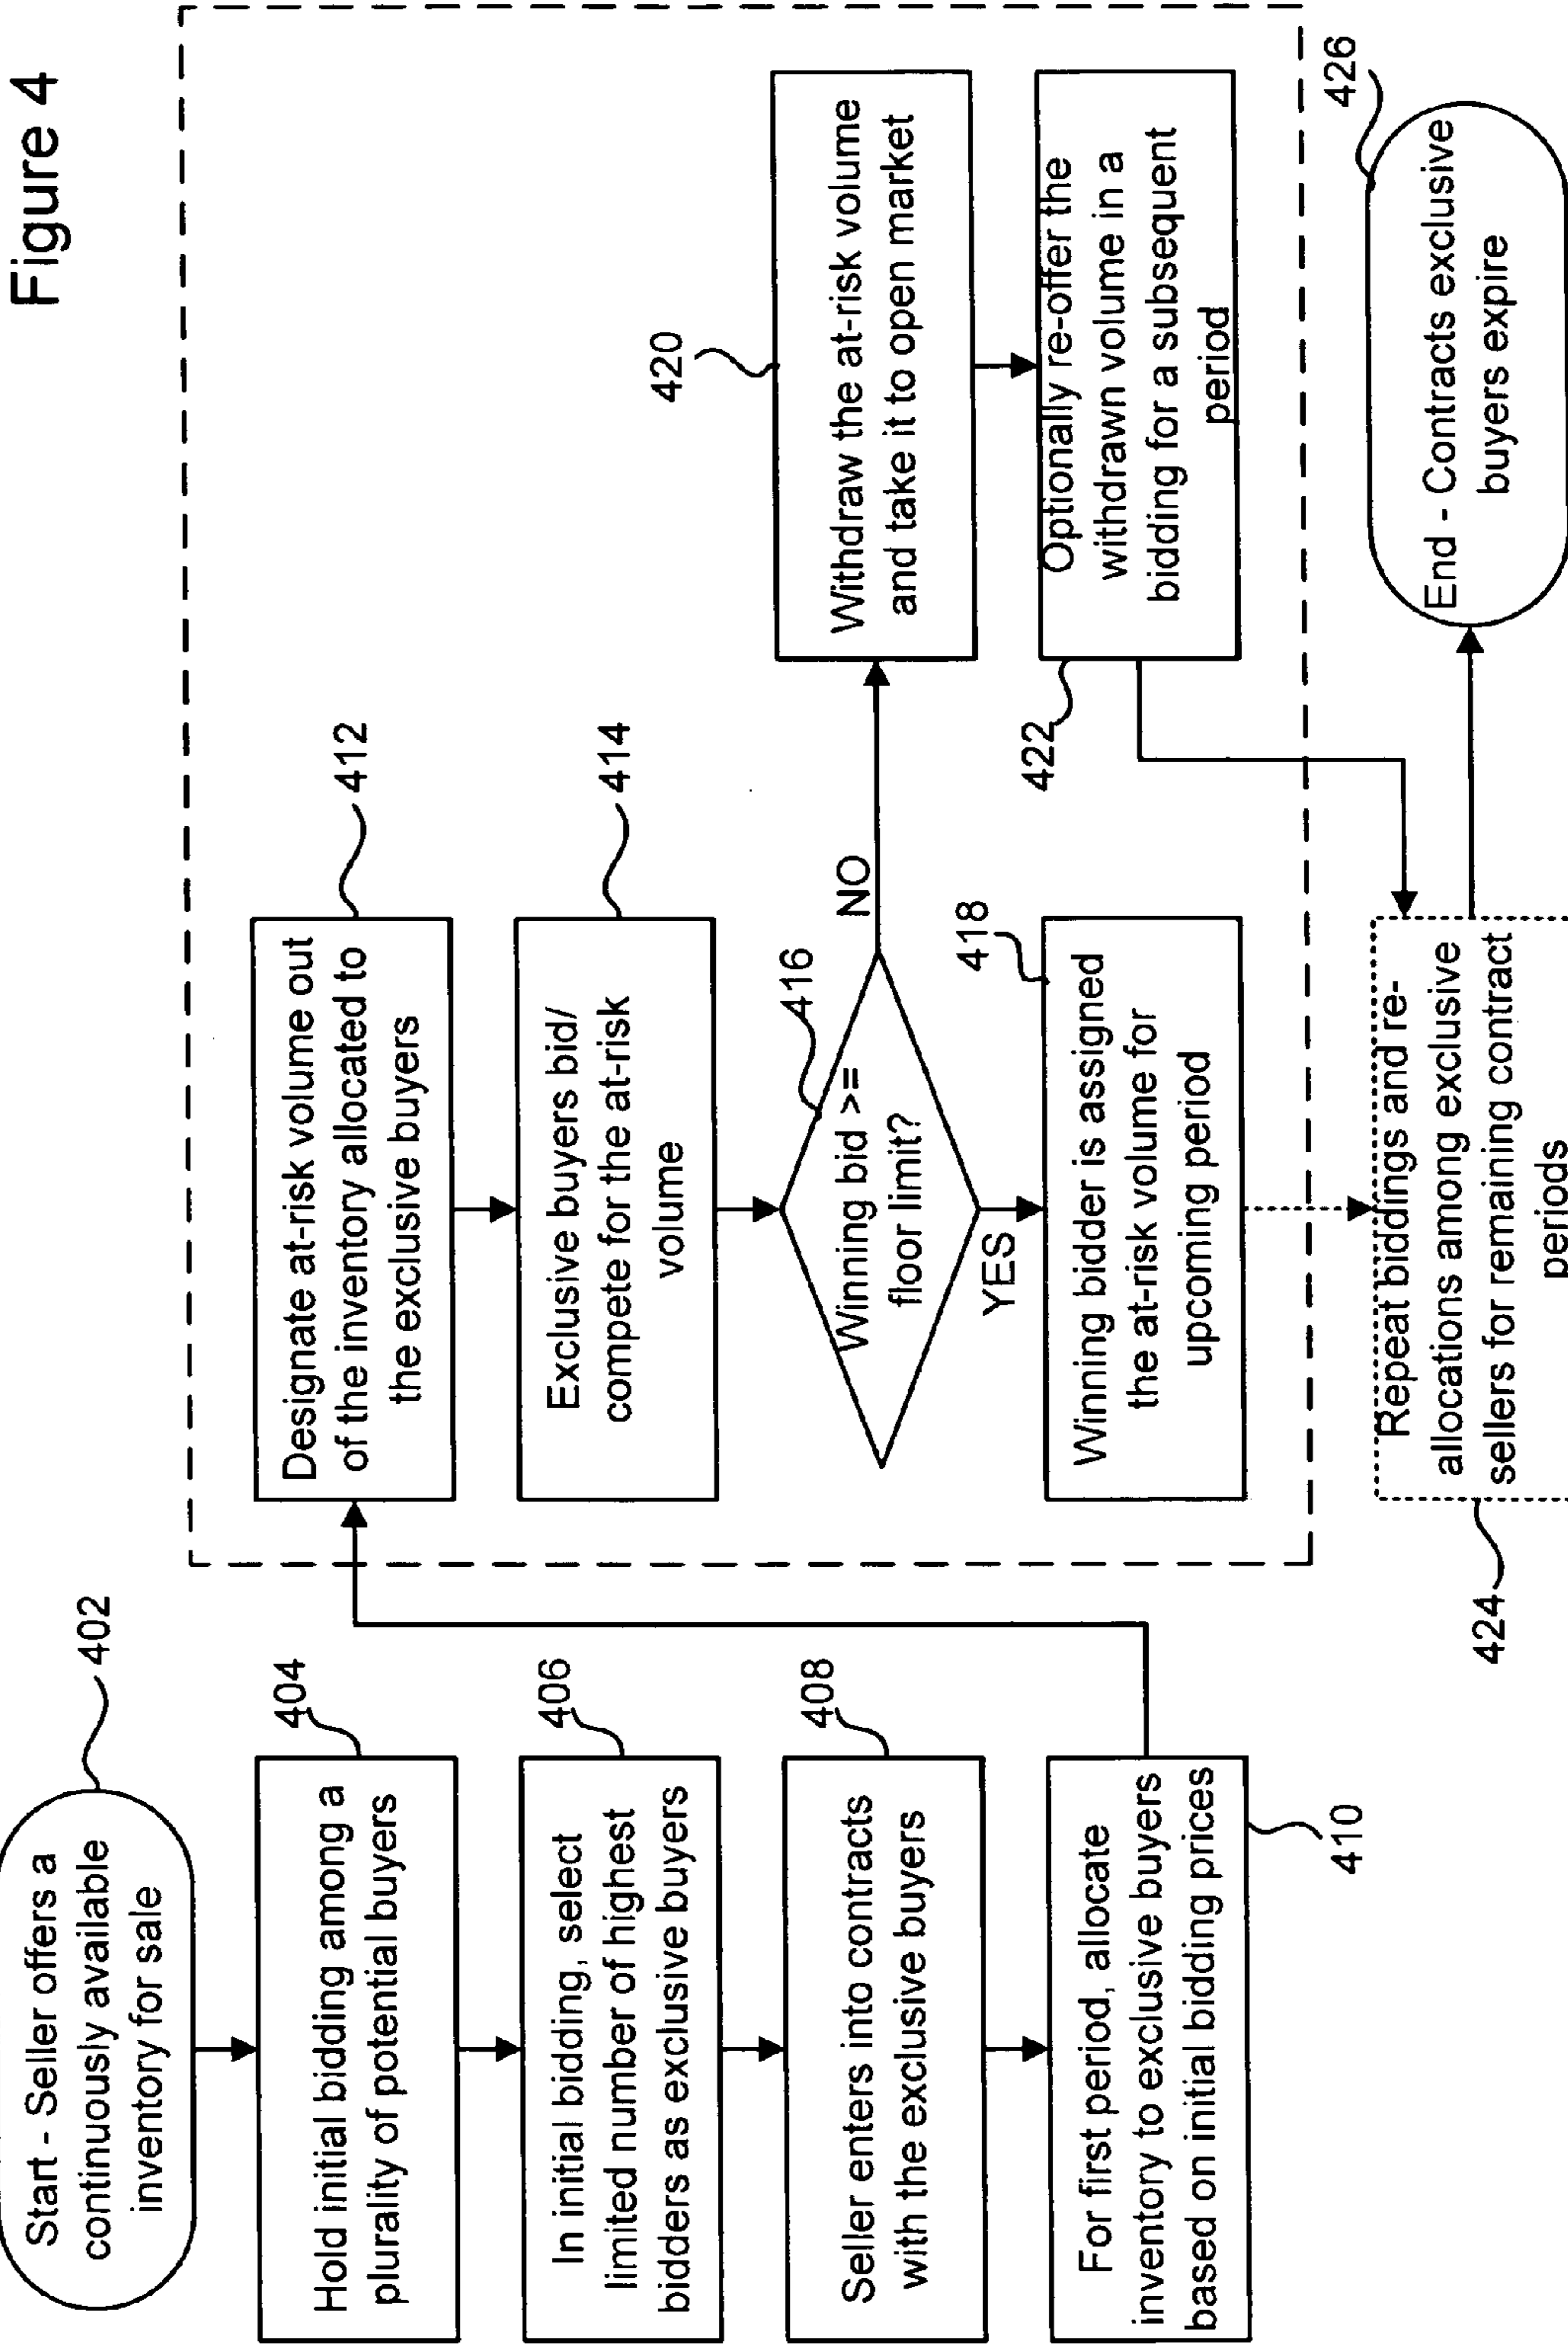 Figure 4
Start - Seller offers a
continuously available
inventory for sale
402
Hold initial bidding among a
plurality of potential buyers
404
In initial bidding, select
limited number of highest
bidders as exclusive buyers
406
Seller enters into contracts
with the exclusive buyers
408
For first period, allocate
inventory to exclusive buyers
based on initial bidding prices
410
Designate at-risk volume out
of the inventory allocated to
the exclusive buyers
412
Exclusive buyers bid/
compete for the at-risk
volume
414
Winning bid >=
floor limit?
416
NO
YES
Winning bidder is assigned
the at-risk volume for
upcoming period
418
Withdraw the at-risk volume
and take it to open market
420
Optionally re-offer the
withdrawn volume in a
bidding for a subsequent
period
422
Repeat biddings and re-
allocations among exclusive
sellers for remaining contract
periods
424
End - Contracts exclusive
buyers expire
426